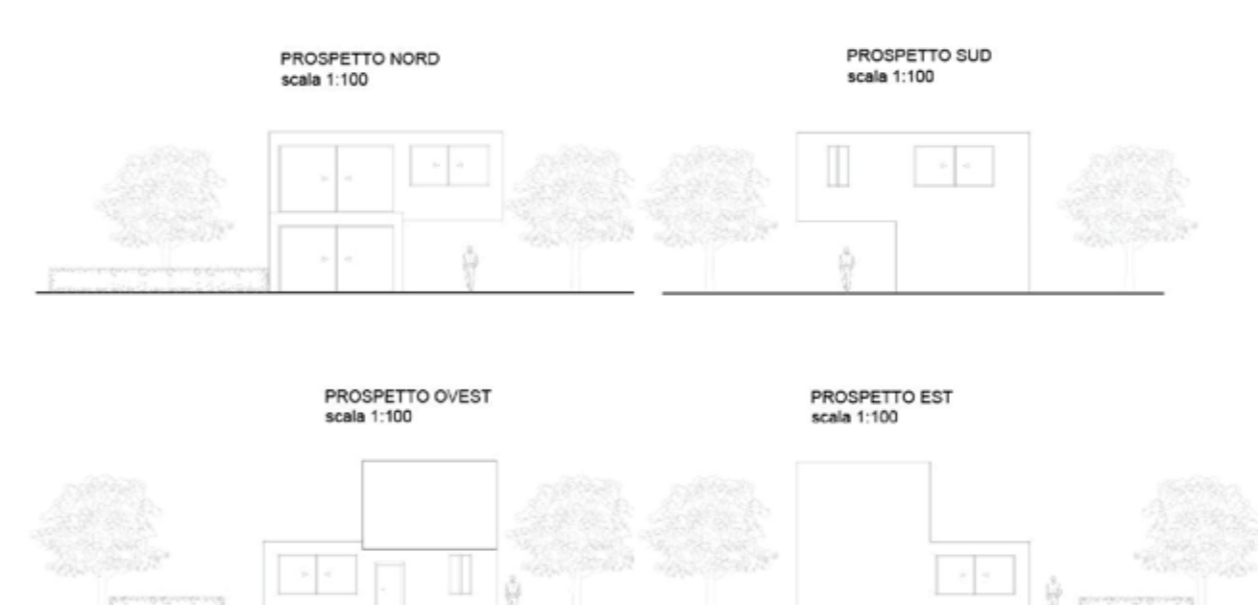 PROSPETTO NORD
scala 1:100
PROSPETTO SUD
scala 1:100
PROSPETTO OVEST
scala 1:100
PROSPETTO EST
scala 1:100